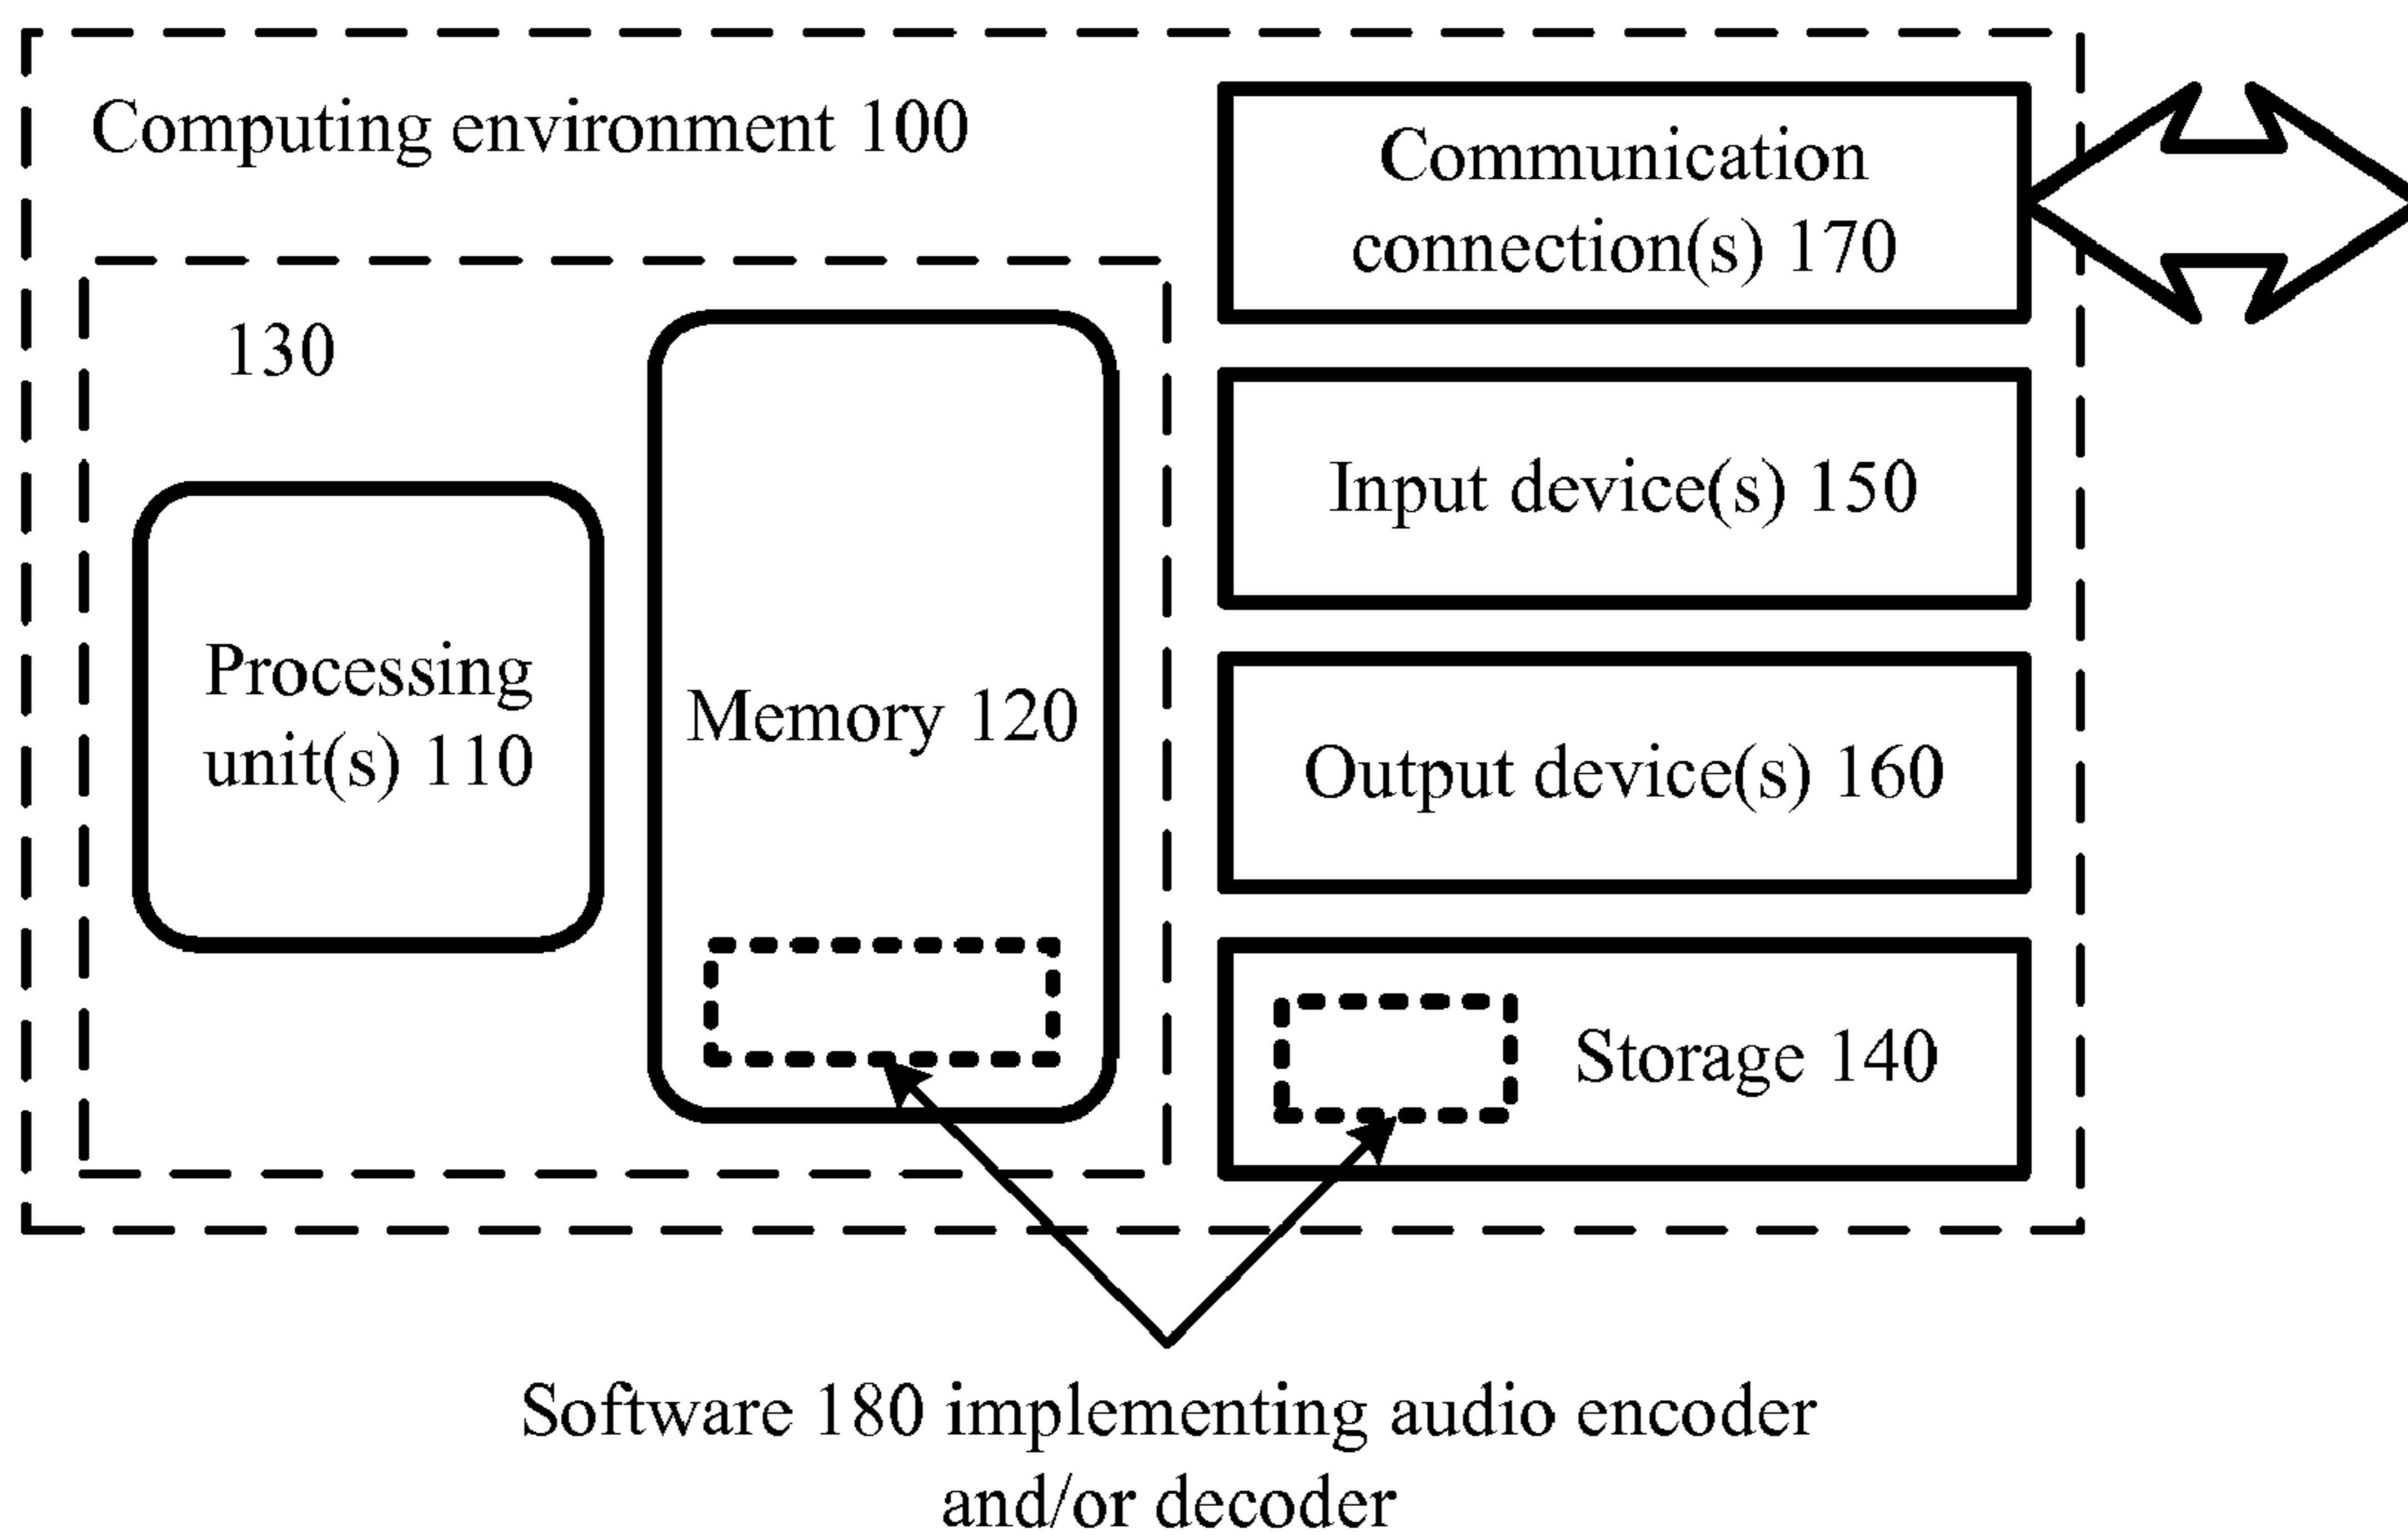 Computing environment 100
Communication
connection(s) 170
130
Input device(s) 150
Processing
unit(s) 110
Memory 120
Output device(s) 160
Storage 140
Software 180 implementing audio encoder
and/or decoder